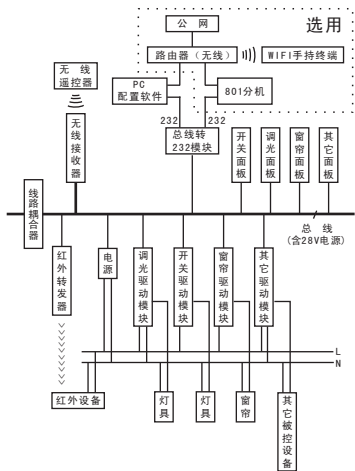 公网
选用
路由器（无线）
WIFI手持终端
无线
遥控器
PC
配置软件
801分机
232
232
无线接收器
总线转
232模块
开关面板
调光面板
窗帘面板
其它面板
线路耦合器
总线
(含28V电源)
红外转发器
电源
调光驱动模块
开关驱动模块
窗帘驱动模块
其它驱动模块
L
N
红外设备
灯具
灯具
窗帘
其它被控设备